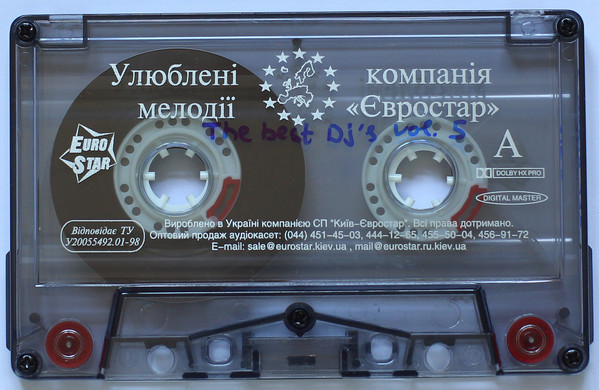 Улюблені
мелодії
компанія
«Євростар»
The best Dj's vol. 5
EURO
STAR
A
DOLBY HX PRO
DIGITAL MASTER
Відповідає ТУ
У20055492.01-98
Вироблено в Україні компанією СП "Київ-Євростар". Всі права дотримано.
Оптовий продаж аудіокасет: (044) 451-45-03, 444-12-65, 455-50-04, 456-91-72
E-mail: sale@eurostar.kiev.ua , mail@eurostar.ru.kiev.ua